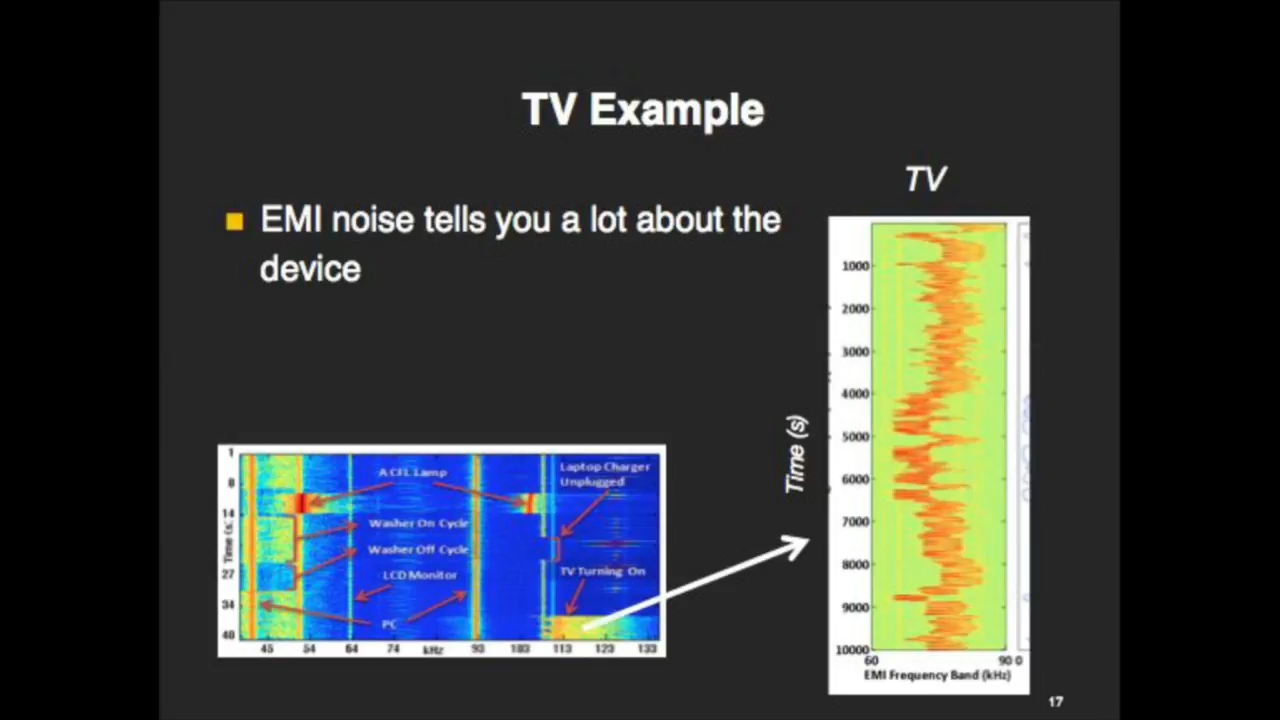 TV Example
EMI noise tells you a lot about the
device
TV
Time (s)
1000
2000
3000
4000
5000
6000
7000
8000
9000
10000
60
90 0
EMI Frequency Band (kHz)
A CFL Lamp
Laptop Charger
Unplugged
Washer On Cycle
Washer Off Cycle
LCD Monitor
TV Turning On
PC
Time (s)
1
8
14
27
34
40
45 54 64 74 kHz 93 103 113 123 133
17